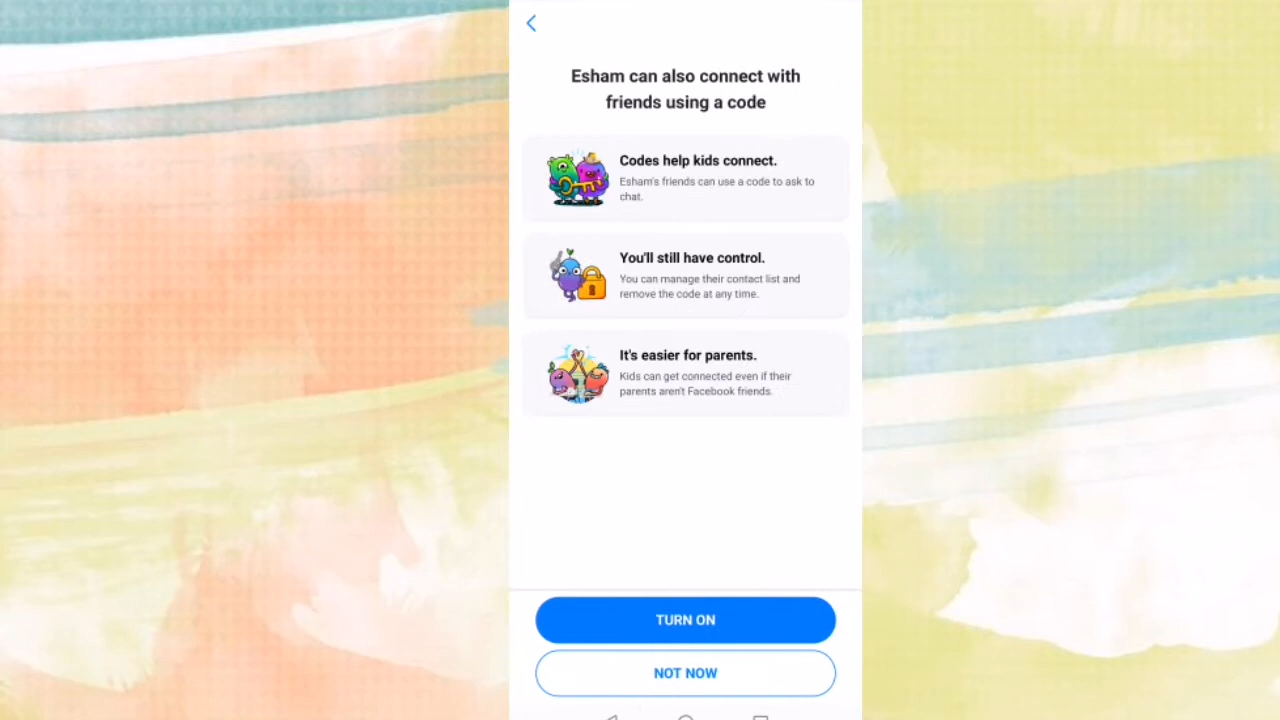 Esham can also connect with
friends using a code
Codes help kids connect.
Esham's friends can use a code to ask to
chat.
You'll still have control.
You can manage their contact list and
remove the code at any time.
It's easier for parents.
Kids can get connected even if their
parents aren't Facebook friends.
TURN ON
NOT NOW